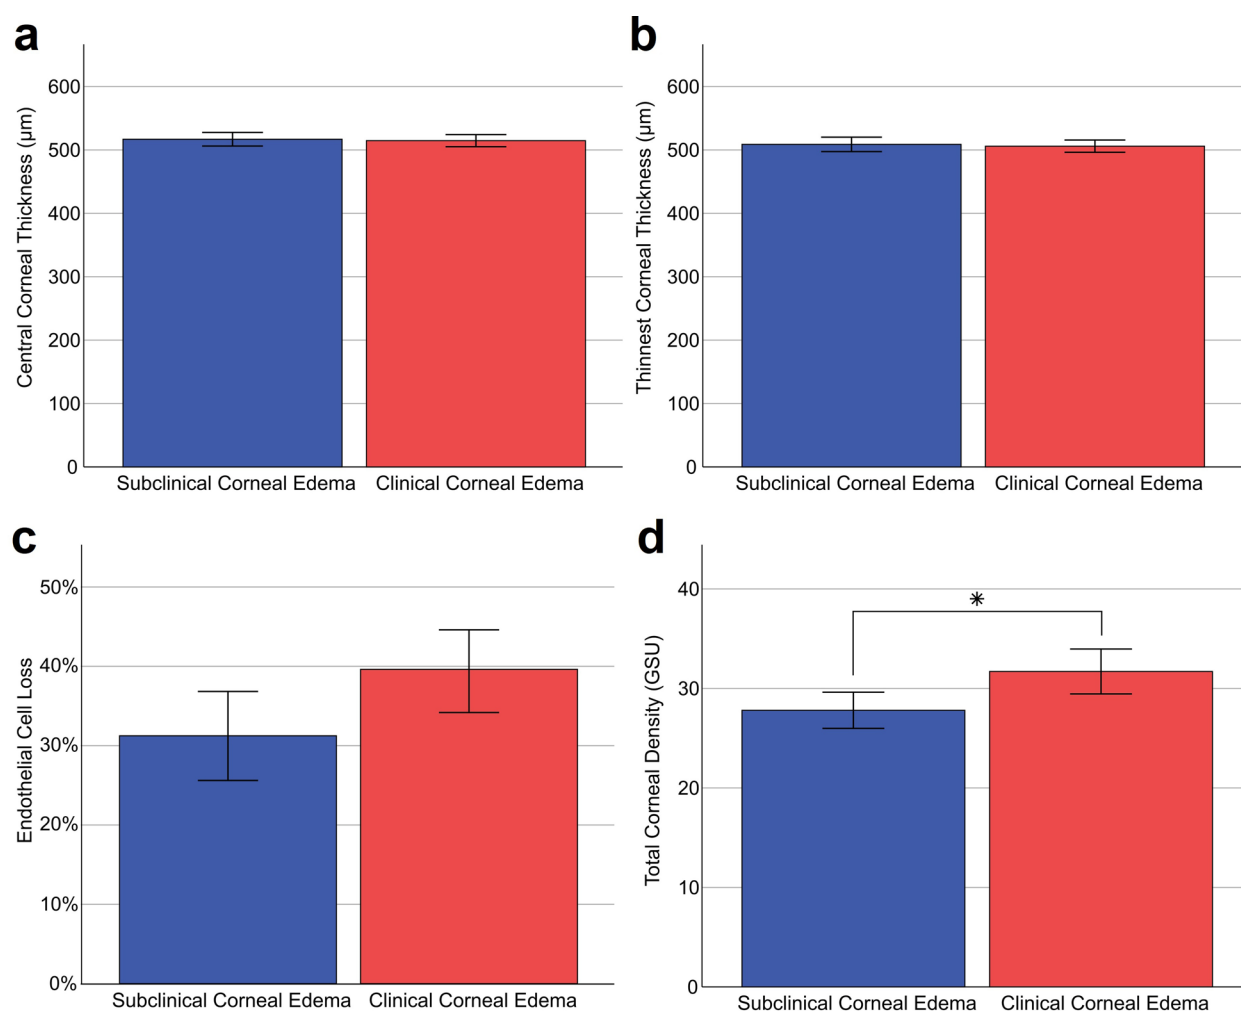 a
Central Corneal Thickness (µm)
600
500
400
300
200
100
0
Subclinical Corneal Edema
Clinical Corneal Edema
b
Thinnest Corneal Thickness (µm)
600
500
400
300
200
100
0
Subclinical Corneal Edema
Clinical Corneal Edema
c
Endothelial Cell Loss
50%
40%
30%
20%
10%
0%
Subclinical Corneal Edema
Clinical Corneal Edema
d
Total Corneal Density (GSU)
40
30
20
10
0
*
Subclinical Corneal Edema
Clinical Corneal Edema